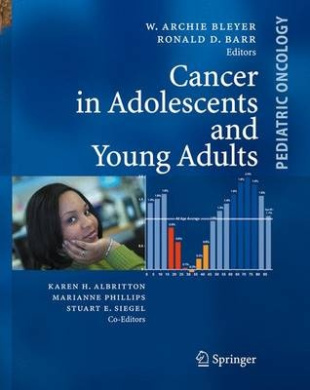 W. ARCHIE BLEYER
RONALD D. BARR
Editors
Cancer
in Adolescents
and
Young Adults
PEDIATRIC ONCOLOGY
KAREN H. ALBRITTON
MARIANNE PHILLIPS
STUART E. SIEGEL
Co-Editors
Springer